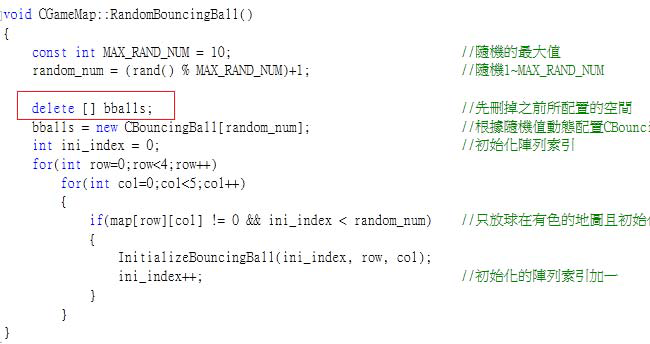 void CGameMap::RandomBouncingBall()
{
const int MAX_RAND_NUM = 10; //隨機的最大值
random_num = (rand() % MAX_RAND_NUM)+1; //隨機1~MAX_RAND_NUM
delete [] bballs; //先刪掉之前所配置的空間
bballs = new CBouncingBall[random_num]; //根據隨機值動態配置CBounci
int ini_index = 0; //初始化陣列索引
for(int row=0;row<4;row++)
for(int col=0;col<5;col++)
{
if(map[row][col] != 0 && ini_index < random_num) //只放球在有色的地圖且初始
{
InitializeBouncingBall(ini_index, row, col);
ini_index++; //初始化的陣列索引加一
}
}
}